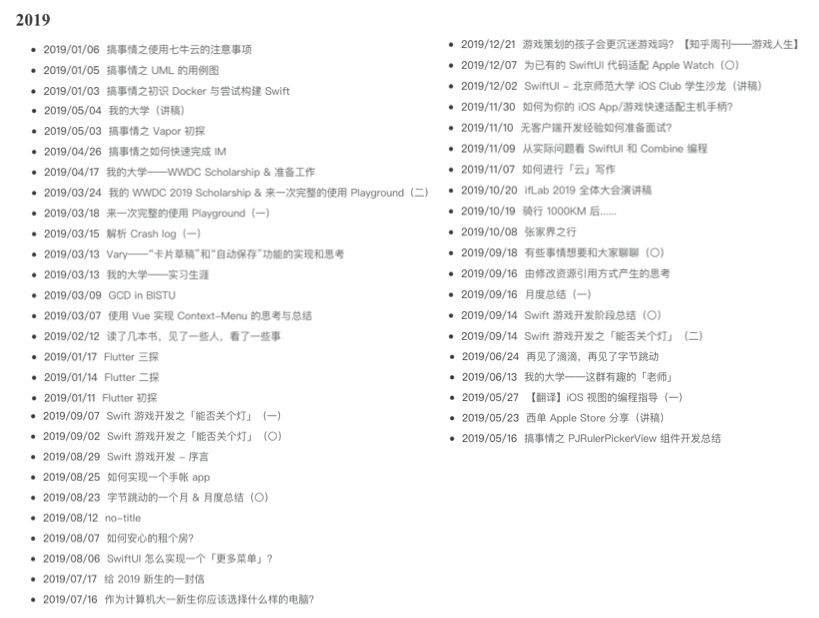 2019
2019/01/06 搞事情之使用七牛云的注意事项
2019/01/05 搞事情之 UML 的用例图
2019/01/03 搞事情之初识 Docker 与尝试构建 Swift
2019/05/04 我的大学（讲稿）
2019/05/03 搞事情之 Vapor 初探
2019/04/26 搞事情之如何快速完成 IM
2019/04/17 我的大学——WWDC Scholarship & 准备工作
2019/03/24 我的 WWDC 2019 Scholarship & 来一次完整的使用 Playground（二）
2019/03/18 来一次完整的使用 Playground（一）
2019/03/15 解析 Crash log（一）
2019/03/13 Vary——“卡片草稿”和“自动保存”功能的实现和思考
2019/03/13 我的大学——实习生涯
2019/03/09 GCD in BISTU
2019/03/07 使用 Vue 实现 Context-Menu 的思考与总结
2019/02/12 读了几本书，见了一些人，看了一些事
2019/01/17 Flutter 三探
2019/01/14 Flutter 二探
2019/01/11 Flutter 初探
2019/09/07 Swift 游戏开发之「能否关个灯」（一）
2019/09/02 Swift 游戏开发之「能否关个灯」（〇）
2019/08/29 Swift 游戏开发 - 序言
2019/08/25 如何实现一个手帐 app
2019/08/23 字节跳动的一个月 & 月度总结（〇）
2019/08/12 no-title
2019/08/07 如何安心的租个房？
2019/08/06 SwiftUI 怎么实现一个「更多菜单」？
2019/07/17 给 2019 新生的一封信
2019/07/16 作为计算机大一新生你应该选择什么样的电脑？
2019/12/21 游戏策划的孩子会更沉迷游戏吗？【知乎周刊——游戏人生】
2019/12/07 为已有的 SwiftUI 代码适配 Apple Watch（〇）
2019/12/02 SwiftUI - 北京师范大学 iOS Club 学生沙龙（讲稿）
2019/11/30 如何为你的 iOS App/游戏快速适配主机手柄？
2019/11/10 无客户端开发经验如何准备面试？
2019/11/09 从实际问题看 SwiftUI 和 Combine 编程
2019/11/07 如何进行「云」写作
2019/10/20 ifLab 2019 全体大会演讲稿
2019/10/19 骑行 1000KM 后……
2019/10/08 张家界之行
2019/09/18 有些事情想要和大家聊聊（〇）
2019/09/16 由修改资源引用方式产生的思考
2019/09/16 月度总结（一）
2019/09/14 Swift 游戏开发阶段总结（〇）
2019/09/14 Swift 游戏开发之「能否关个灯」（二）
2019/06/24 再见了滴滴，再见了字节跳动
2019/06/13 我的大学——这群有趣的「老师」
2019/05/27 【翻译】iOS 视图的编程指导（一）
2019/05/23 西单 Apple Store 分享（讲稿）
2019/05/16 搞事情之 PJRulerPickerView 组件开发总结